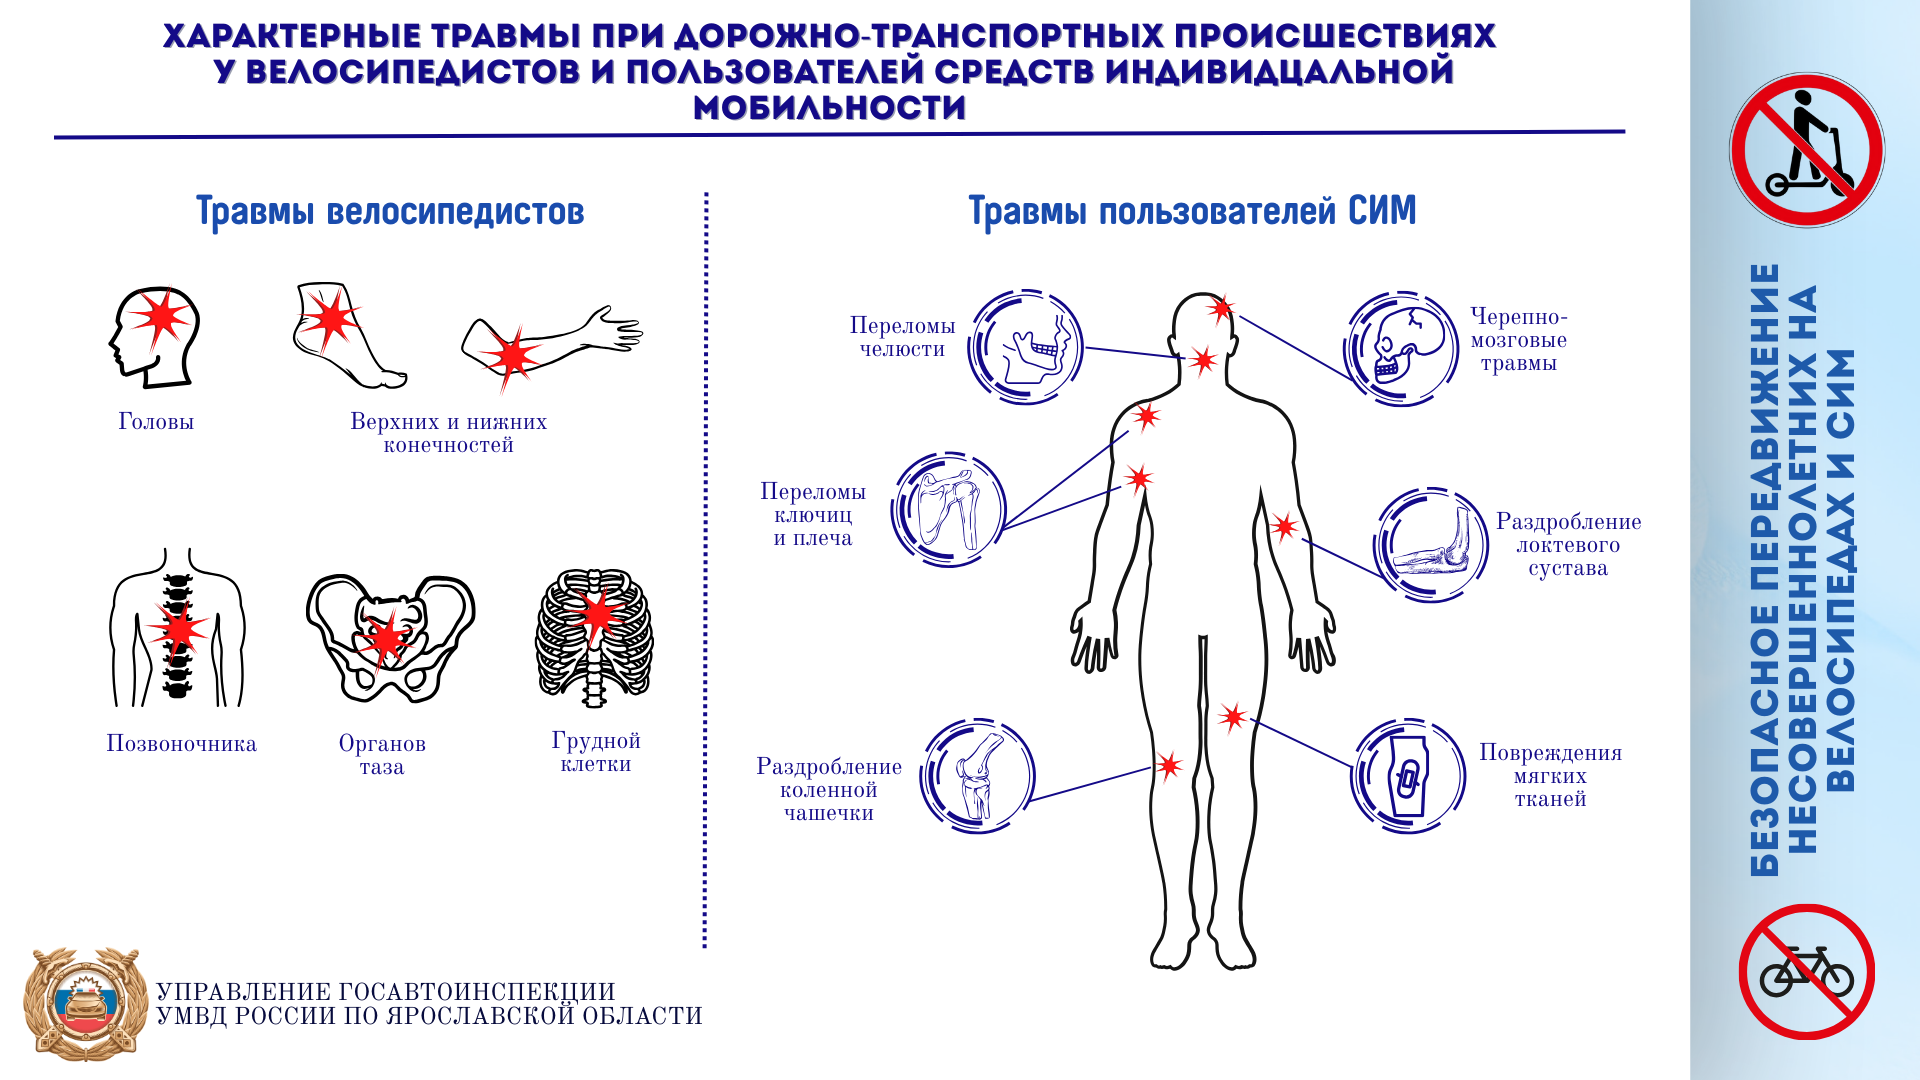 ХАРАКТЕРНЫЕ ТРАВМЫ ПРИ ДОРОЖНО-ТРАНСПОРТНЫХ ПРОИСШЕСТВИЯХ
У ВЕЛОСИПЕДИСТОВ И ПОЛЬЗОВАТЕЛЕЙ СРЕДСТВ ИНДИВИДЦАЛЬНОЙ
МОБИЛЬНОСТИ
Травмы велосипедистов
Головы
Верхних и нижних
конечностей
Позвоночника
Органов
таза
Грудной
клетки
Травмы пользователей СИМ
Переломы
челюсти
Черепно-
мозговые
травмы
Переломы
ключиц
и плеча
Раздробление
локтевого
сустава
Раздробление
коленной
чашечки
Повреждения
мягких
тканей
УПРАВЛЕНИЕ ГОСАВТОИНСПЕКЦИИ
УМВД РОССИИ ПО ЯРОСЛАВСКОЙ ОБЛАСТИ
БЕЗОПАСНОЕ ПЕРЕДВИЖЕНИЕ
НЕСОВЕРШЕННОЛЕТНИХ НА
ВЕЛОСИПЕДАХ И СИМ